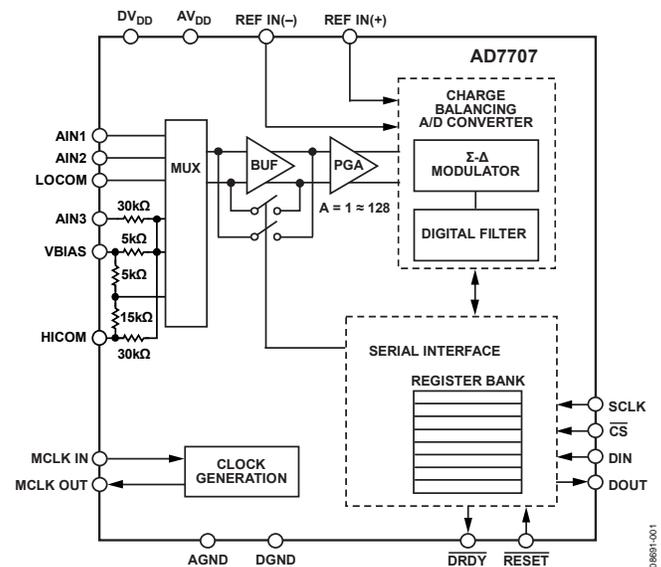 DVDD
AVDD
REF IN(–)
REF IN(+)
AD7707
CHARGE
BALANCING
A/D CONVERTER
AIN1
AIN2
LOCOM
MUX
BUF
PGA
Σ-Δ
MODULATOR
A = 1 ≈ 128
DIGITAL FILTER
AIN3
30kΩ
VBIAS
5kΩ
5kΩ
15kΩ
HICOM
30kΩ
SERIAL INTERFACE
REGISTER BANK
SCLK
CS
DIN
DOUT
MCLK IN
MCLK OUT
CLOCK
GENERATION
AGND
DGND
DRDY
RESET
08691-001